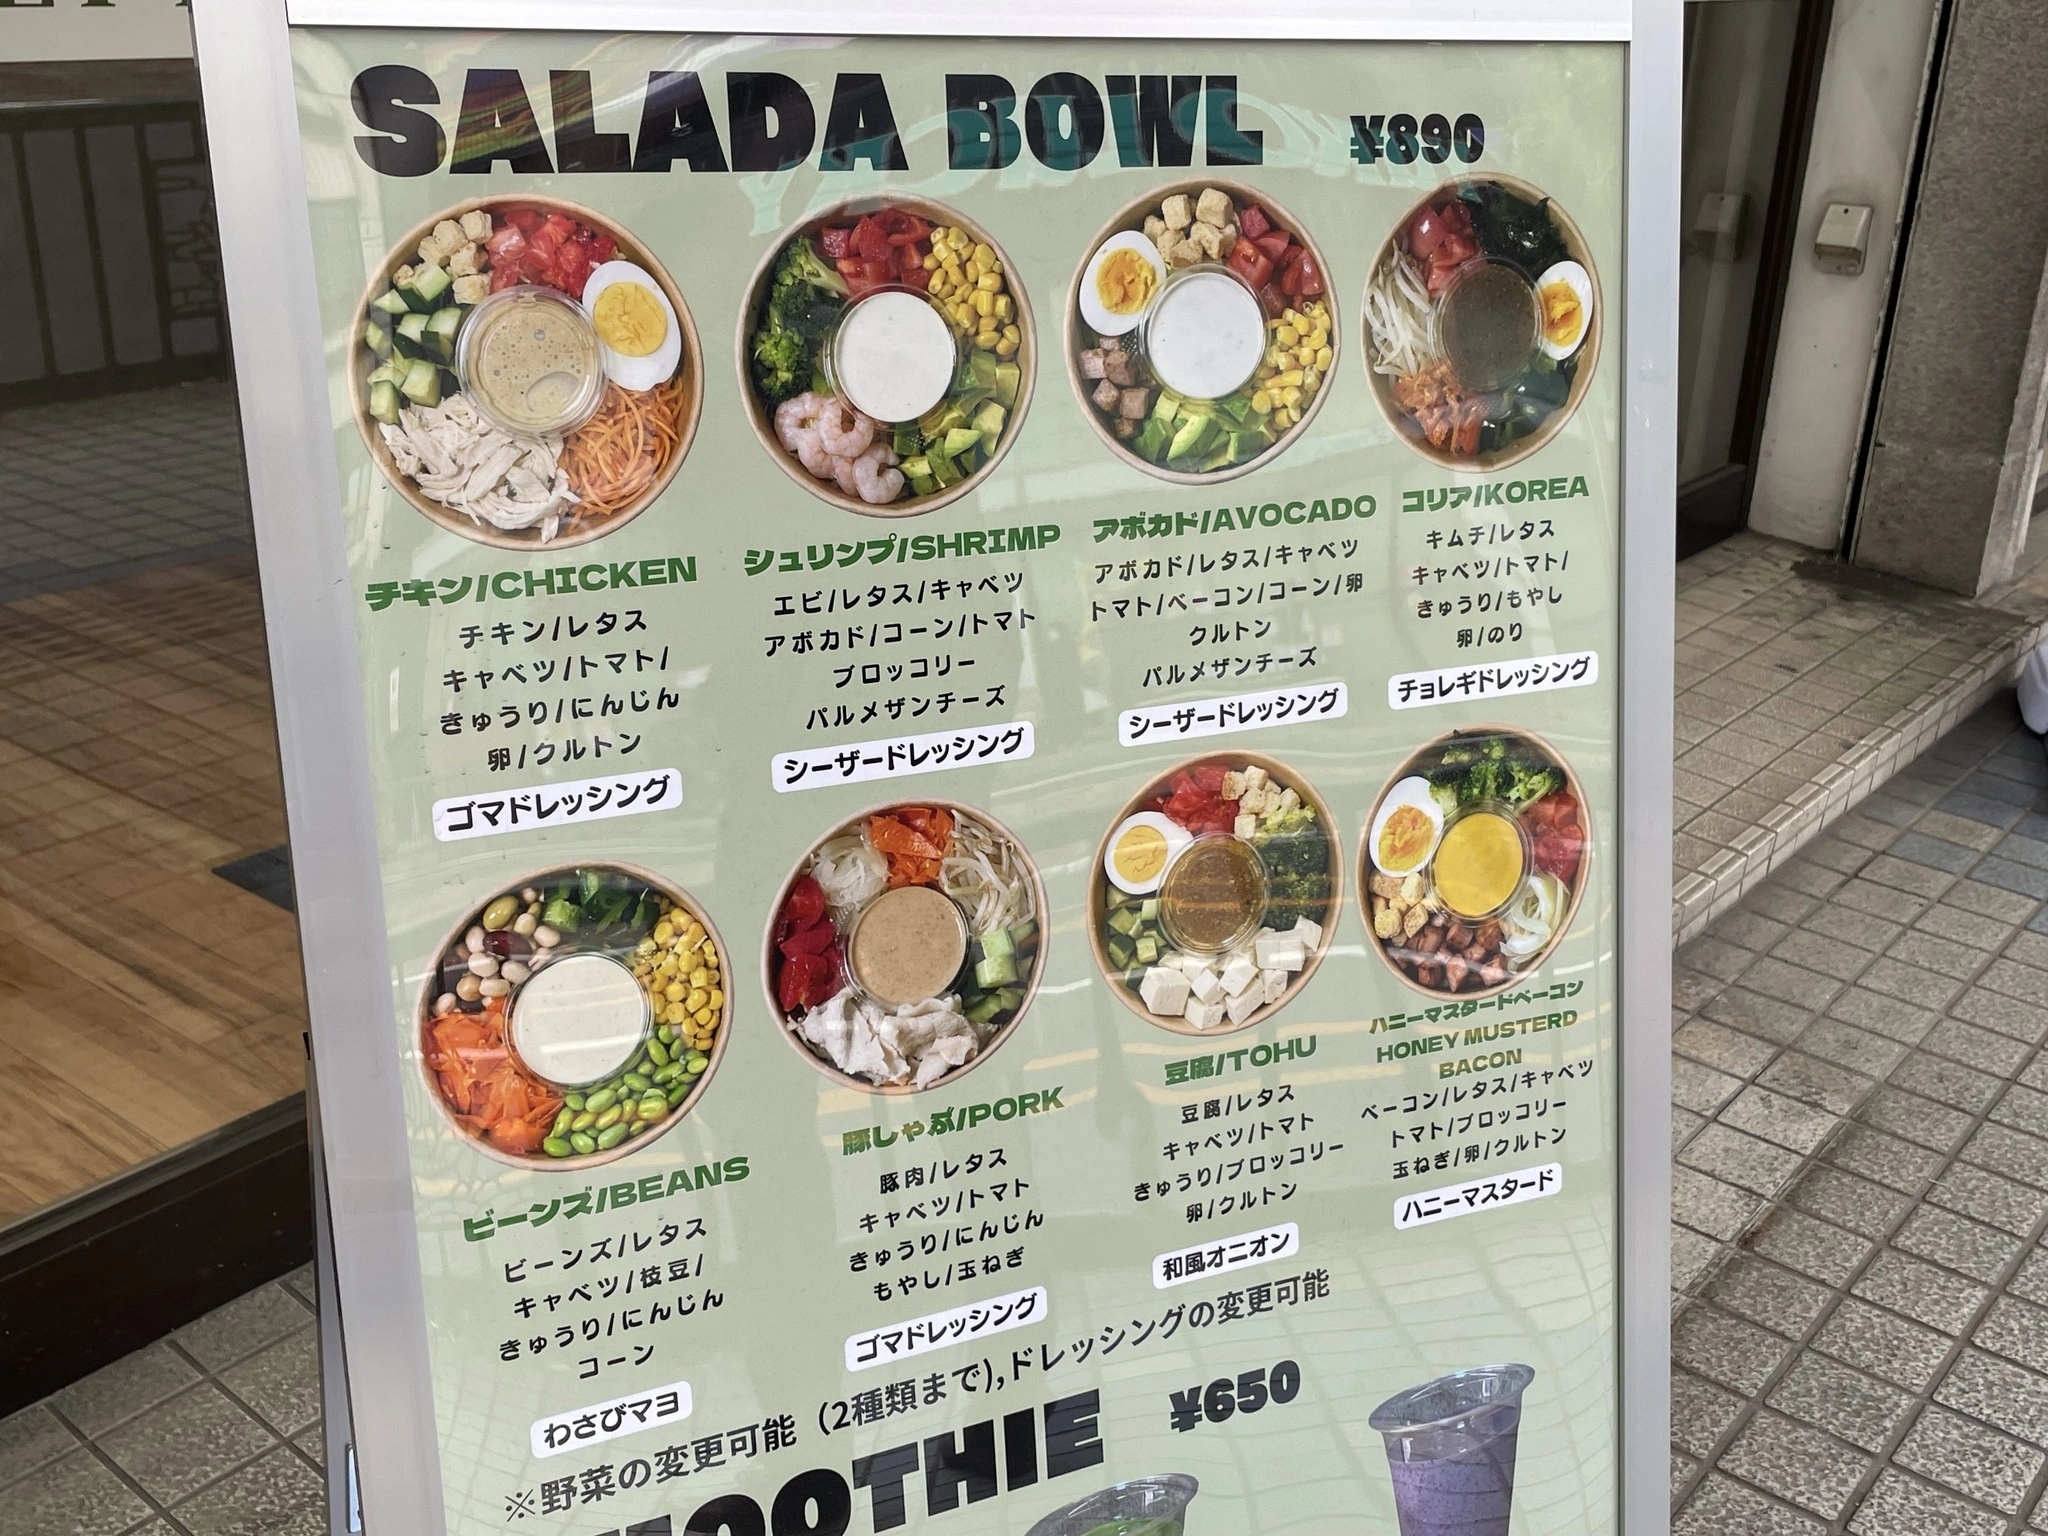 SALADA BOWL ¥890
チキン/CHICKEN
チキン/レタス
キャベツ/トマト/
きゅうり/にんじん
卵/クルトン
ゴマドレッシング
シュリンプ/SHRIMP
エビ/レタス/キャベツ
アボカド/コーン/トマト
ブロッコリー
パルメザンチーズ
シーザードレッシング
アボカド/AVOCADO
アボカド/レタス/キャベツ
トマト/ベーコン/コーン/卵
クルトン
パルメザンチーズ
シーザードレッシング
コリア/KOREA
キムチ/レタス
キャベツ/トマト/
きゅうり/もやし
卵/のり
チョレギドレッシング
ビーンズ/BEANS
ビーンズ/レタス
キャベツ/枝豆/
きゅうり/にんじん
コーン
わさびマヨ
豚しゃぶ/PORK
豚肉/レタス
キャベツ/トマト
きゅうり/にんじん
もやし/玉ねぎ
ゴマドレッシング
豆腐/TOHU
豆腐/レタス
キャベツ/トマト
きゅうり/ブロッコリー
卵/クルトン
和風オニオン
ハニーマスタードベーコン
HONEY MUSTERD
BACON
ベーコン/レタス/キャベツ
トマト/ブロッコリー
玉ねぎ/卵/クルトン
ハニーマスタード
※野菜の変更可能（2種類まで),ドレッシングの変更可能
¥650